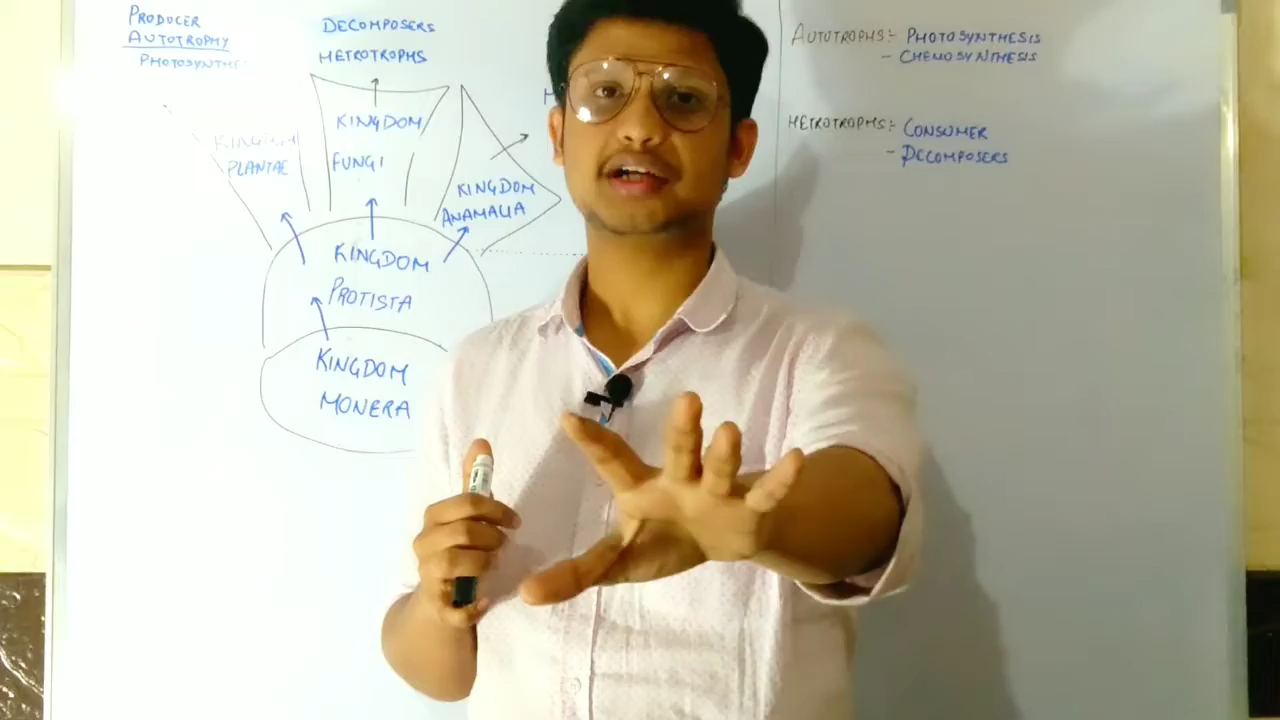 PRODUCER
AUTOTROPHY
PHOTOSYNTHE
DECOMPOSERS
HETROTROPHS
KINGDOM
PLANTAE
KINGDOM
FUNGI
H
KINGDOM
ANAMALIA
KINGDOM
PROTISTA
KINGDOM
MONERA
AUTOTROPHS:- PHOTOSYNTHESIS
- CHEMOSYNTHESIS
HETROTROPHS:- CONSUMER
- DECOMPOSERS